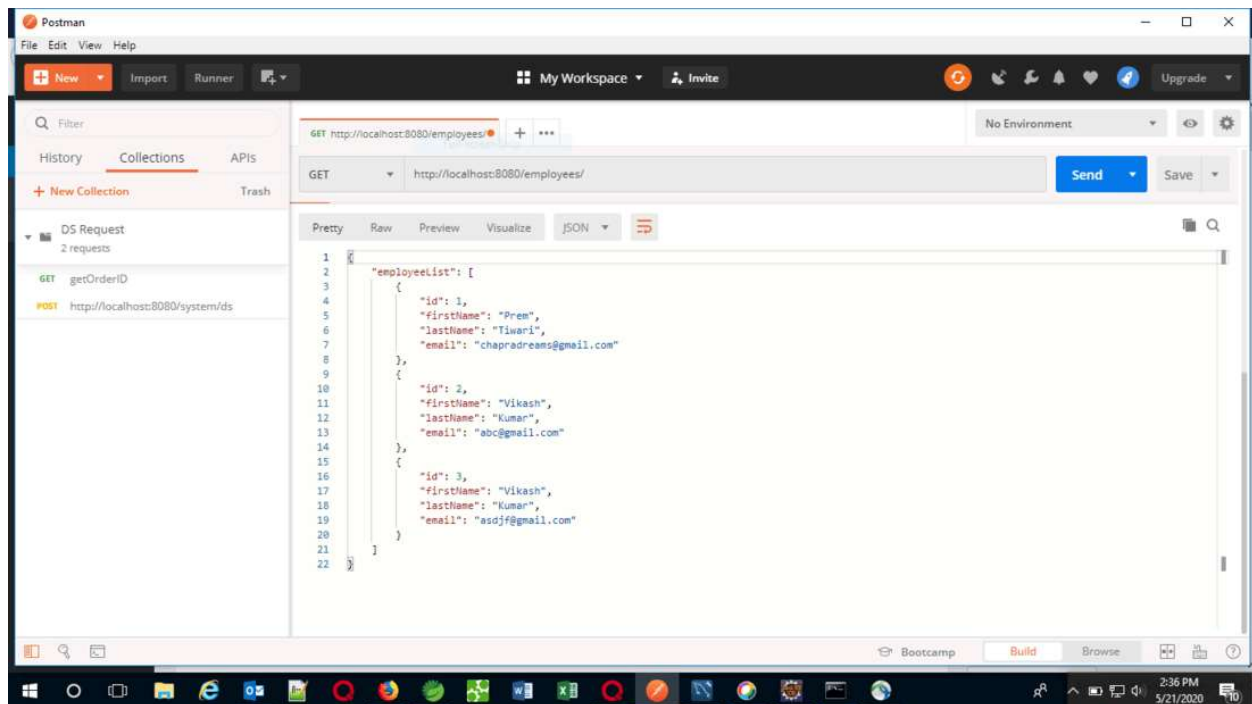 Postman
File Edit View Help
New Import Runner My Workspace Invite Upgrade
Filter
History Collections APIs
+ New Collection Trash
DS Request
2 requests
GET getOrderID
POST http://localhost:8080/system/ds
GET http://localhost:8080/employees/ + ••• No Environment
GET http://localhost:8080/employees/ Send Save
Pretty Raw Preview Visualize JSON
1 {
2 "employeeList": [
3 {
4 "id": 1,
5 "firstName": "Prem",
6 "lastName": "Tiwari",
7 "email": "chapradreams@gmail.com"
8 },
9 {
10 "id": 2,
11 "firstName": "Vikash",
12 "lastName": "Kumar",
13 "email": "abc@gmail.com"
14 },
15 {
16 "id": 3,
17 "firstName": "Vikash",
18 "lastName": "Kumar",
19 "email": "asdjf@gmail.com"
20 }
21 ]
22 }
Bootcamp Build Browse
2:36 PM
5/21/2020